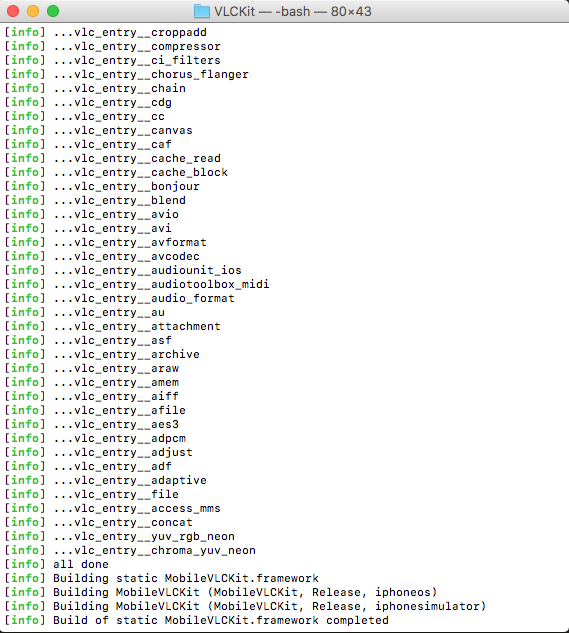 VLCKit — -bash — 80×43
[info] ...vlc_entry__croppadd
[info] ...vlc_entry__compressor
[info] ...vlc_entry__ci_filters
[info] ...vlc_entry__chorus_flanger
[info] ...vlc_entry__chain
[info] ...vlc_entry__cdg
[info] ...vlc_entry__cc
[info] ...vlc_entry__canvas
[info] ...vlc_entry__caf
[info] ...vlc_entry__cache_read
[info] ...vlc_entry__cache_block
[info] ...vlc_entry__bonjour
[info] ...vlc_entry__blend
[info] ...vlc_entry__avio
[info] ...vlc_entry__avi
[info] ...vlc_entry__avformat
[info] ...vlc_entry__avcodec
[info] ...vlc_entry__audiounit_ios
[info] ...vlc_entry__audiotoolbox_midi
[info] ...vlc_entry__audio_format
[info] ...vlc_entry__au
[info] ...vlc_entry__attachment
[info] ...vlc_entry__asf
[info] ...vlc_entry__archive
[info] ...vlc_entry__araw
[info] ...vlc_entry__amem
[info] ...vlc_entry__aiff
[info] ...vlc_entry__afile
[info] ...vlc_entry__aes3
[info] ...vlc_entry__adpcm
[info] ...vlc_entry__adjust
[info] ...vlc_entry__adf
[info] ...vlc_entry__adaptive
[info] ...vlc_entry__file
[info] ...vlc_entry__access_mms
[info] ...vlc_entry__concat
[info] ...vlc_entry__yuv_rgb_neon
[info] ...vlc_entry__chroma_yuv_neon
[info] all done
[info] Building static MobileVLCKit.framework
[info] Building MobileVLCKit (MobileVLCKit, Release, iphoneos)
[info] Building MobileVLCKit (MobileVLCKit, Release, iphonesimulator)
[info] Build of static MobileVLCKit.framework completed